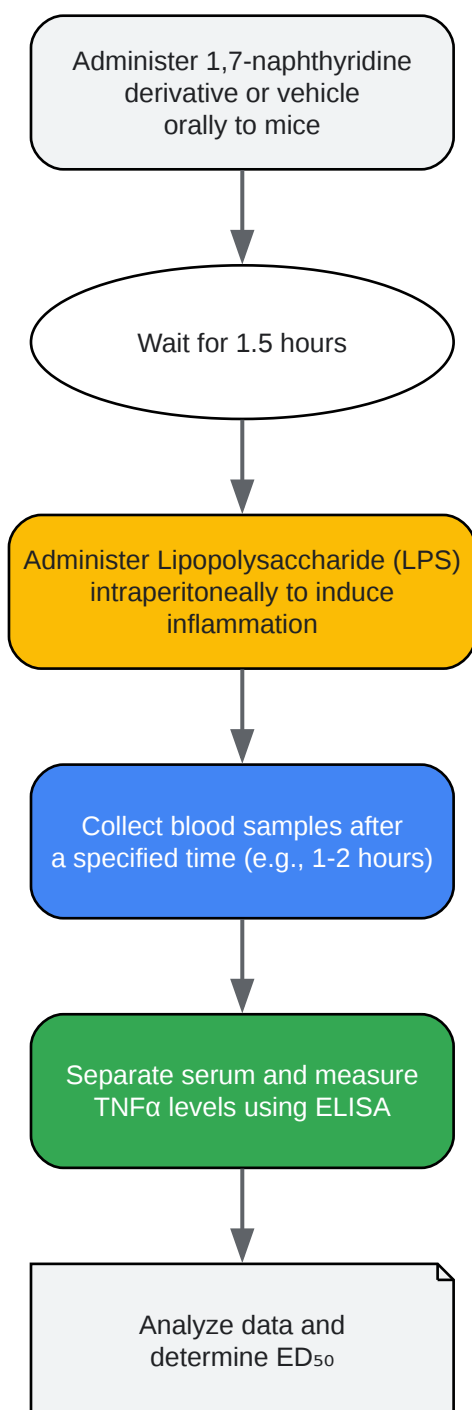 Administer 1,7-naphthyridine
derivative or vehicle
orally to mice
Wait for 1.5 hours
Administer Lipopolysaccharide (LPS)
intraperitoneally to induce
inflammation
Collect blood samples after
a specified time (e.g., 1-2 hours)
Separate serum and measure
TNFα levels using ELISA
Analyze data and
determine ED₅₀